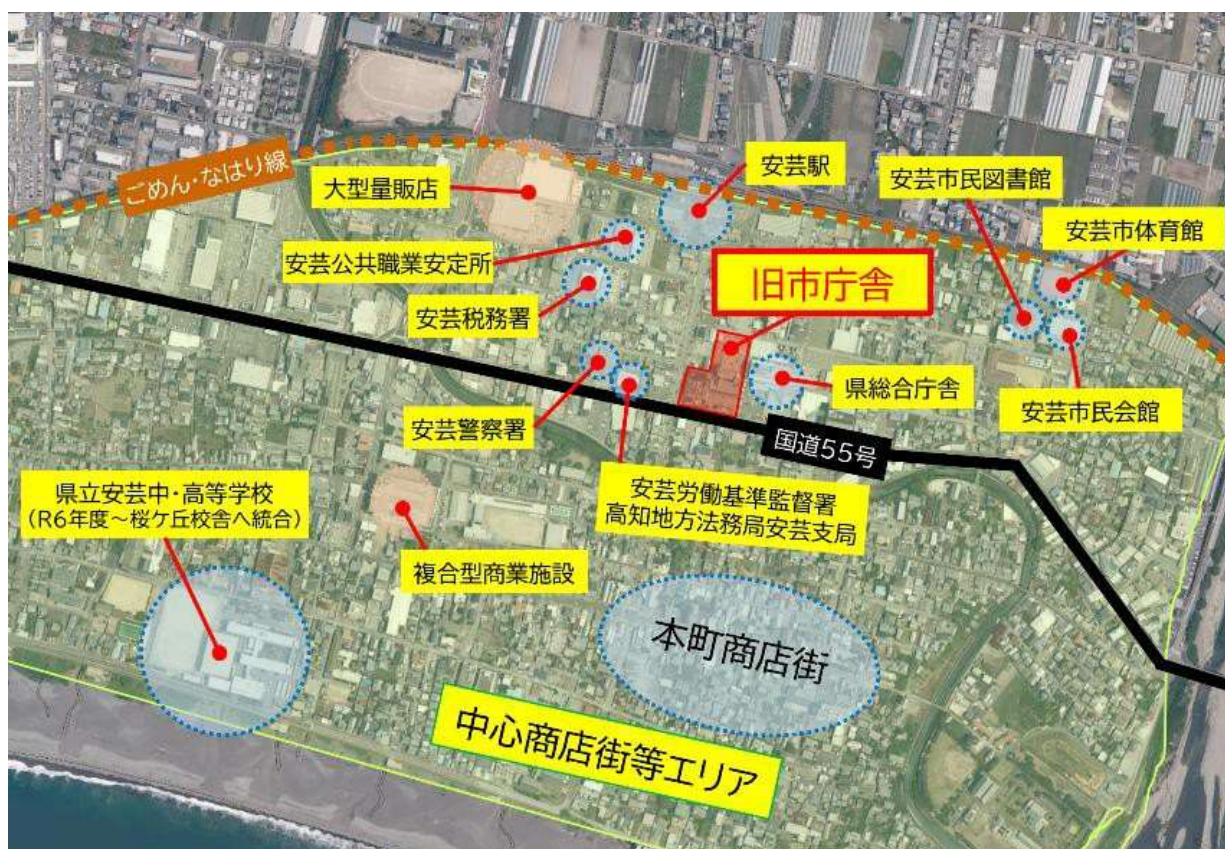 ごめん・なはり線
大型量販店
安芸駅
安芸市民図書館
安芸市体育館
安芸公共職業安定所
旧市庁舎
安芸税務署
県総合庁舎
安芸市民会館
安芸警察署
国道55号
県立安芸中・高等学校
(R6年度~桜ケ丘校舎へ統合)
安芸労働基準監督署
高知地方法務局安芸支局
複合型商業施設
本町商店街
中心商店街等エリア